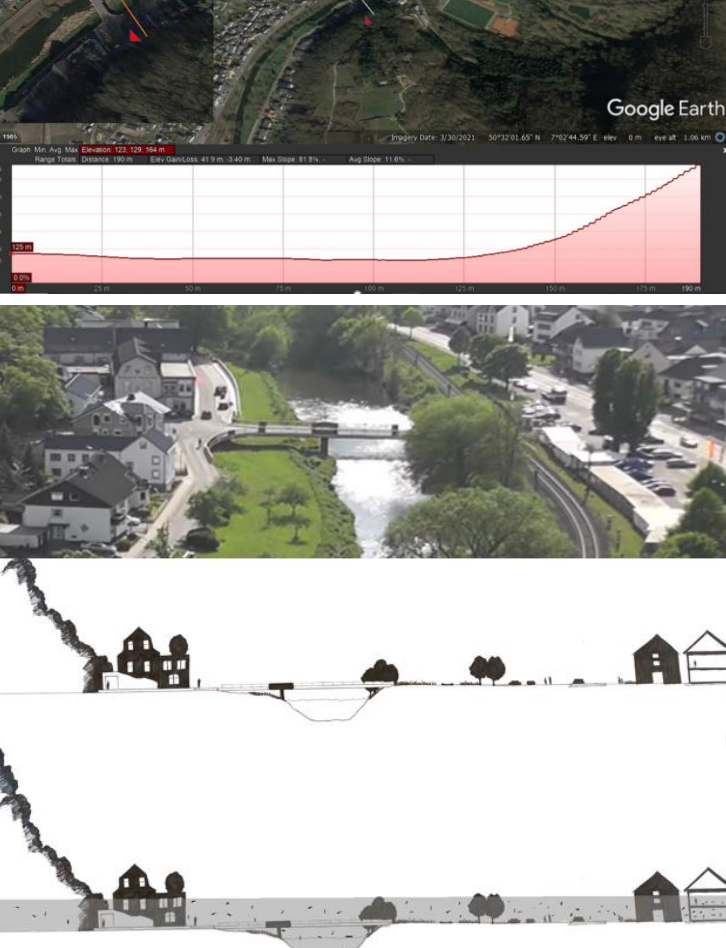 Google Earth
1985
Imagery Date: 3/30/2021 50°32'01.65" N 7°02'44.59" E elev 0 m eye alt 1.06 km
Graph: Min, Avg, Max Elevation: 123, 129, 164 m
Range Totals: Distance: 190 m Elev Gain/Loss: 41.9 m, -3.40 m Max Slope: 81.8%, - Avg Slope: 11.6%, -
125 m
0.0%
0 m 25 m 50 m 75 m 100 m 125 m 150 m 175 m 190 m